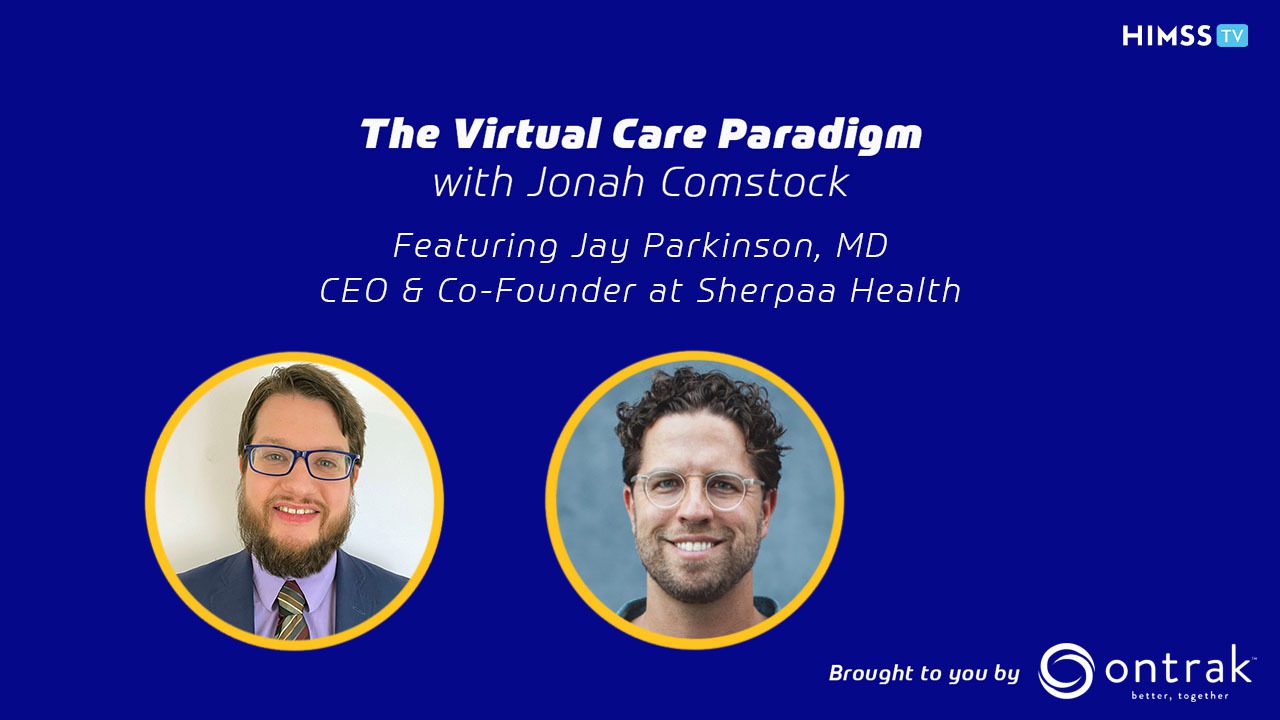 HIMSS TV
The Virtual Care Paradigm
with Jonah Comstock
Featuring Jay Parkinson, MD
CEO & Co-Founder at Sherpaa Health
Brought to you by
ontrak™
better, together